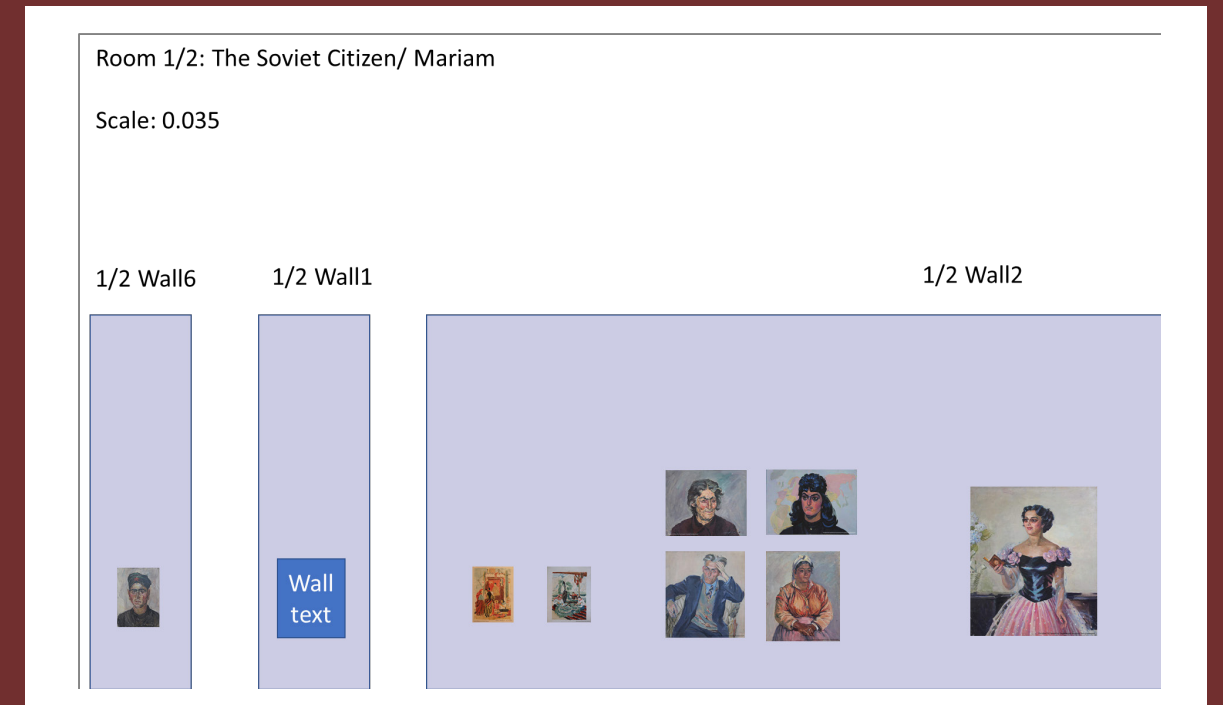 Room 1/2: The Soviet Citizen/ Mariam
Scale: 0.035
1/2 Wall6
1/2 Wall1
1/2 Wall2
Wall
text